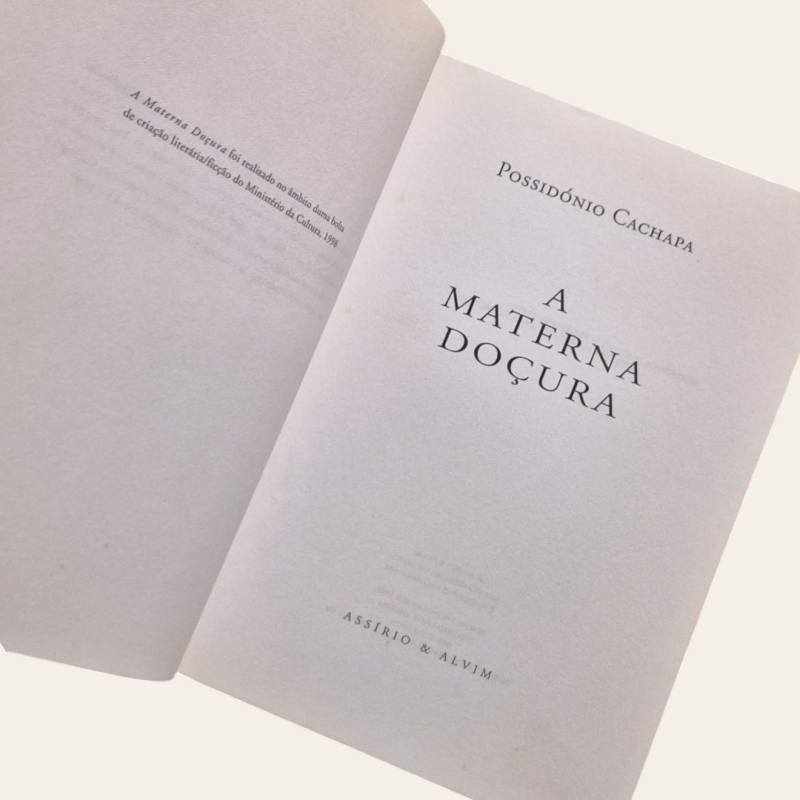 A Materna Doçura foi realizado no âmbito duma bolsa
de criação literária/ficção do Ministério da Cultura, 1998
POSSIDÓNIO CACHAPA
A
MATERNA
DOÇURA
ASSÍRIO & ALVIM